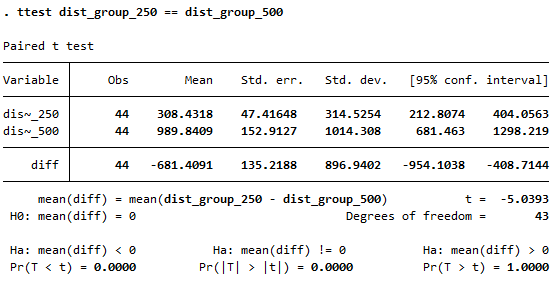 . ttest dist_group_250 == dist_group_500
Paired t test
Variable | Obs Mean Std. err. Std. dev. [95% conf. interval]
dis~_250 | 44 308.4318 47.41648 314.5254 212.8074 404.0563
dis~_500 | 44 989.8409 152.9127 1014.308 681.463 1298.219
diff | 44 -681.4091 135.2188 896.9402 -954.1038 -408.7144
mean(diff) = mean(dist_group_250 - dist_group_500) t = -5.0393
H0: mean(diff) = 0 Degrees of freedom = 43
Ha: mean(diff) < 0 Ha: mean(diff) != 0 Ha: mean(diff) > 0
Pr(T < t) = 0.0000 Pr(|T| > |t|) = 0.0000 Pr(T > t) = 1.0000